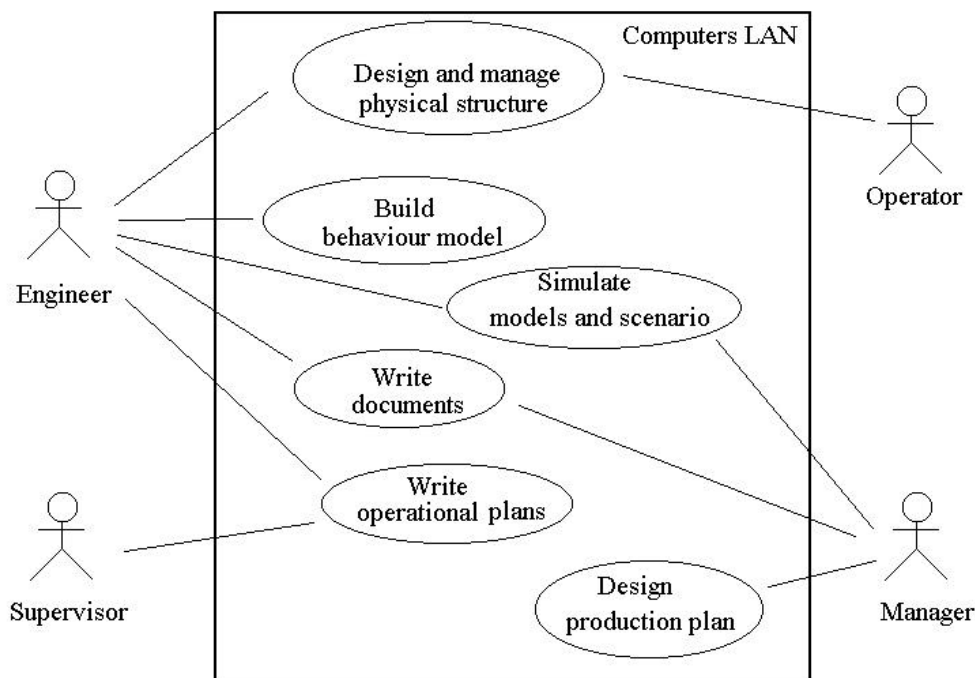 Computers LAN
Design and manage
physical structure
Operator
Build
behaviour model
Engineer
Simulate
models and scenario
Write
documents
Write
operational plans
Supervisor
Design
production plan
Manager